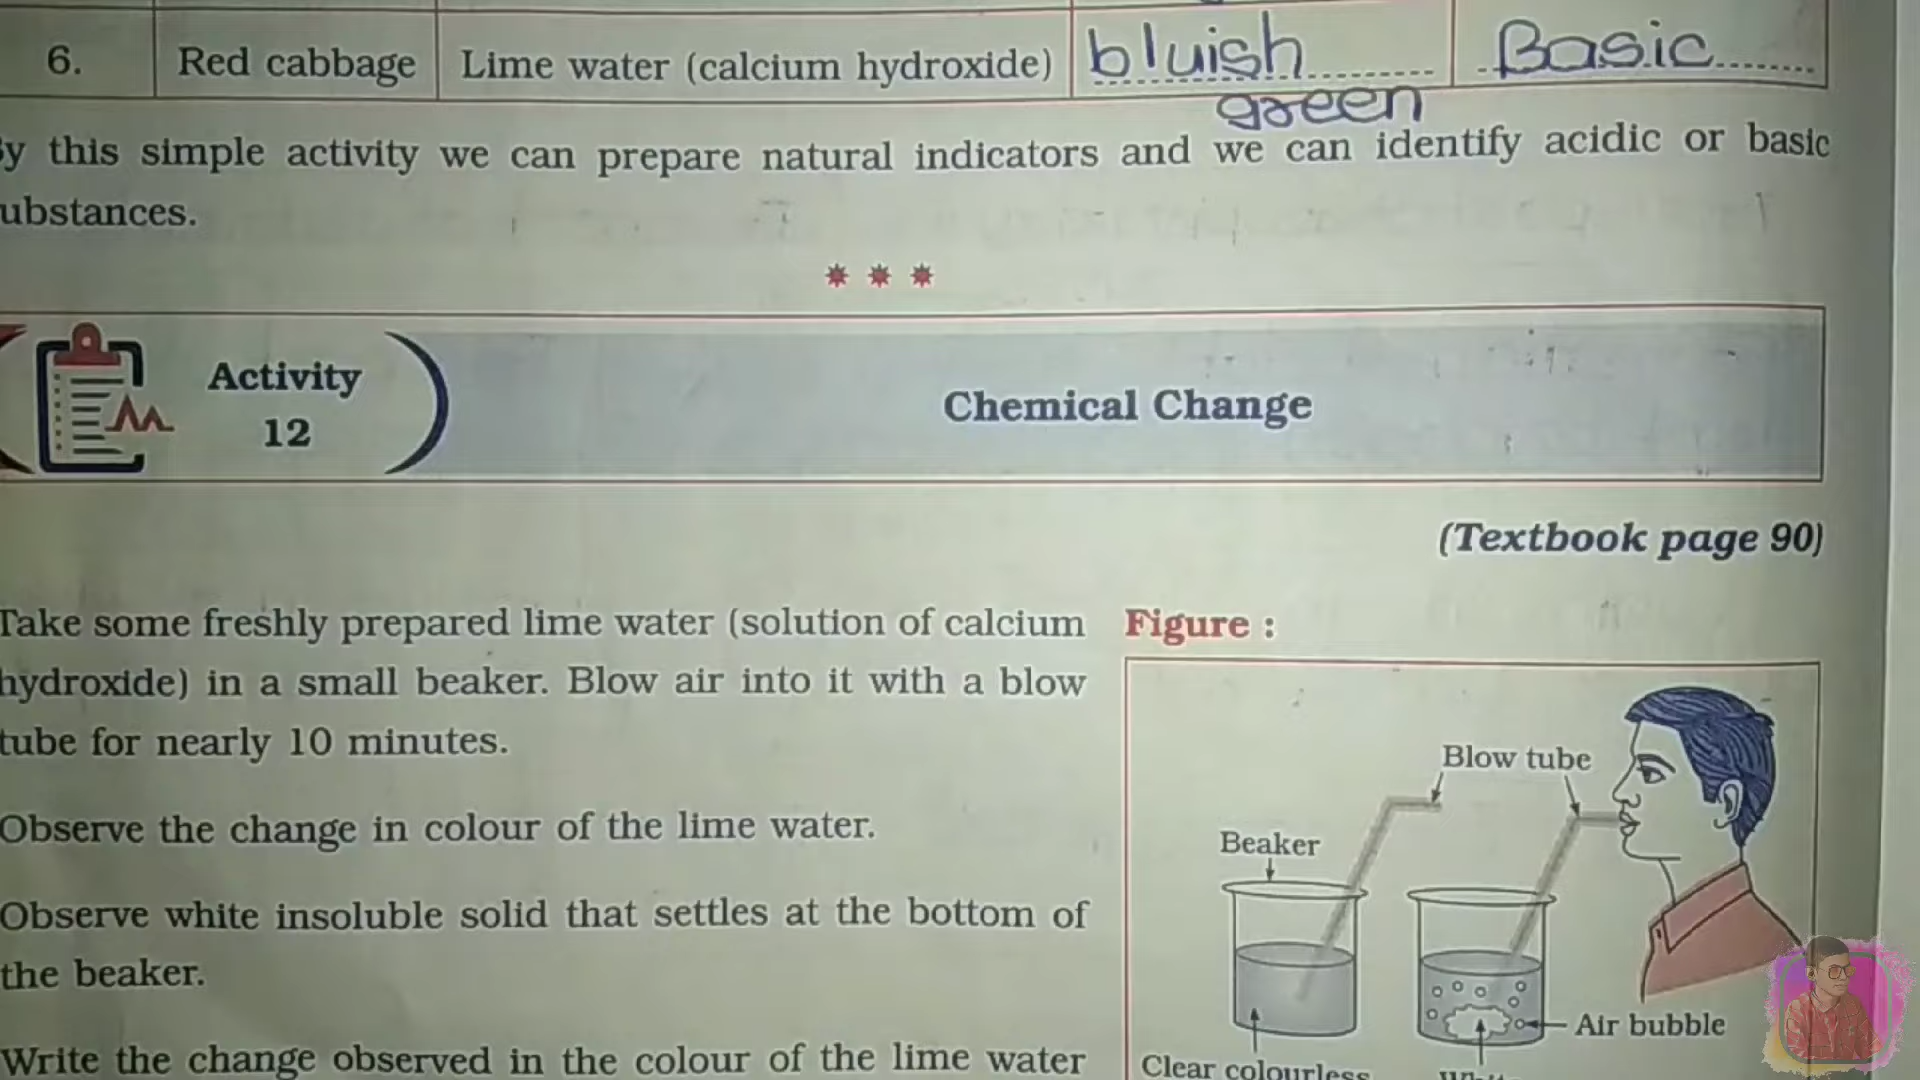 6. Red cabbage Lime water (calcium hydroxide) bluish Basic
green
y this simple activity we can prepare natural indicators and we can identify acidic or basic
ubstances.
Activity
12
Chemical Change
(Textbook page 90)
Take some freshly prepared lime water (solution of calcium
hydroxide) in a small beaker. Blow air into it with a blow
tube for nearly 10 minutes.
Observe the change in colour of the lime water.
Observe white insoluble solid that settles at the bottom of
the beaker.
Write the change observed in the colour of the lime water
Figure :
Blow tube
Beaker
Air bubble
Clear colourless